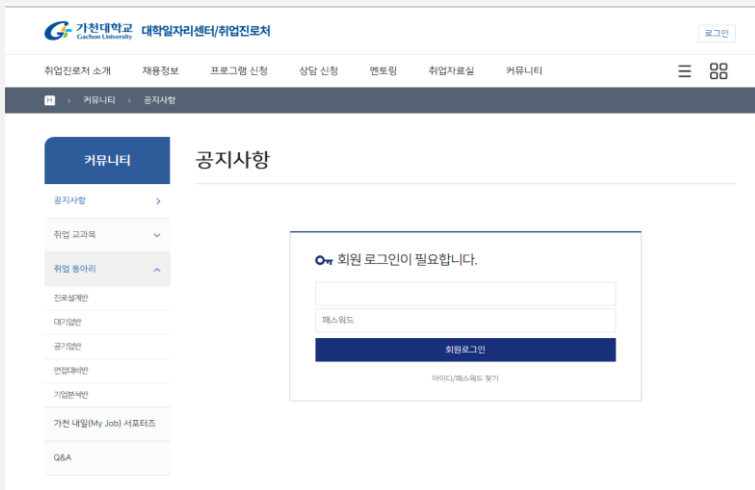 가천대학교 대학일자리센터/취업진로처
Gachon University
로그인
취업진로처 소개 채용정보 프로그램 신청 상담 신청 멘토링 취업자료실 커뮤니티
H > 커뮤니티 > 공지사항
커뮤니티
공지사항
취업 교과목
취업 동아리
진로설계반
대기업반
공기업반
면접대비반
기업분석반
가천 내일(My Job) 서포터즈
Q&A
공지사항
회원 로그인이 필요합니다.
패스워드
회원로그인
아이디/패스워드 찾기